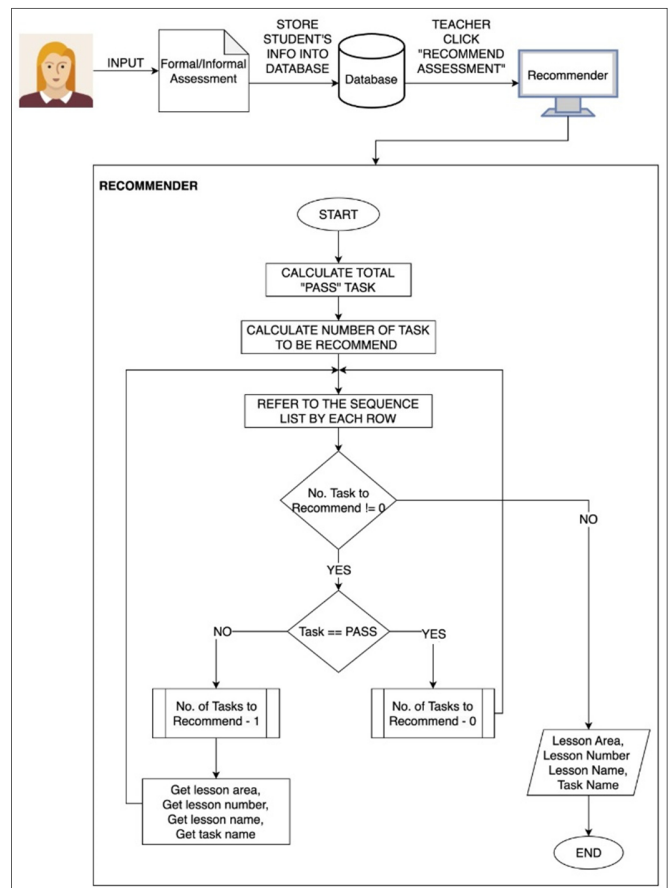 STORE
STUDENT'S
INFO INTO
DATABASE
TEACHER
CLICK
"RECOMMEND
ASSESSMENT"
INPUT
Formal/Informal
Assessment
Database
Recommender
RECOMMENDER
START
CALCULATE TOTAL
"PASS" TASK
CALCULATE NUMBER OF TASK
TO BE RECOMMEND
REFER TO THE SEQUENCE
LIST BY EACH ROW
No. Task to
Recommend != 0
NO
YES
Task == PASS
NO
YES
No. of Tasks to
Recommend - 1
No. of Tasks to
Recommend - 0
Get lesson area,
Get lesson number,
Get lesson name,
Get task name
Lesson Area,
Lesson Number
Lesson Name,
Task Name
END